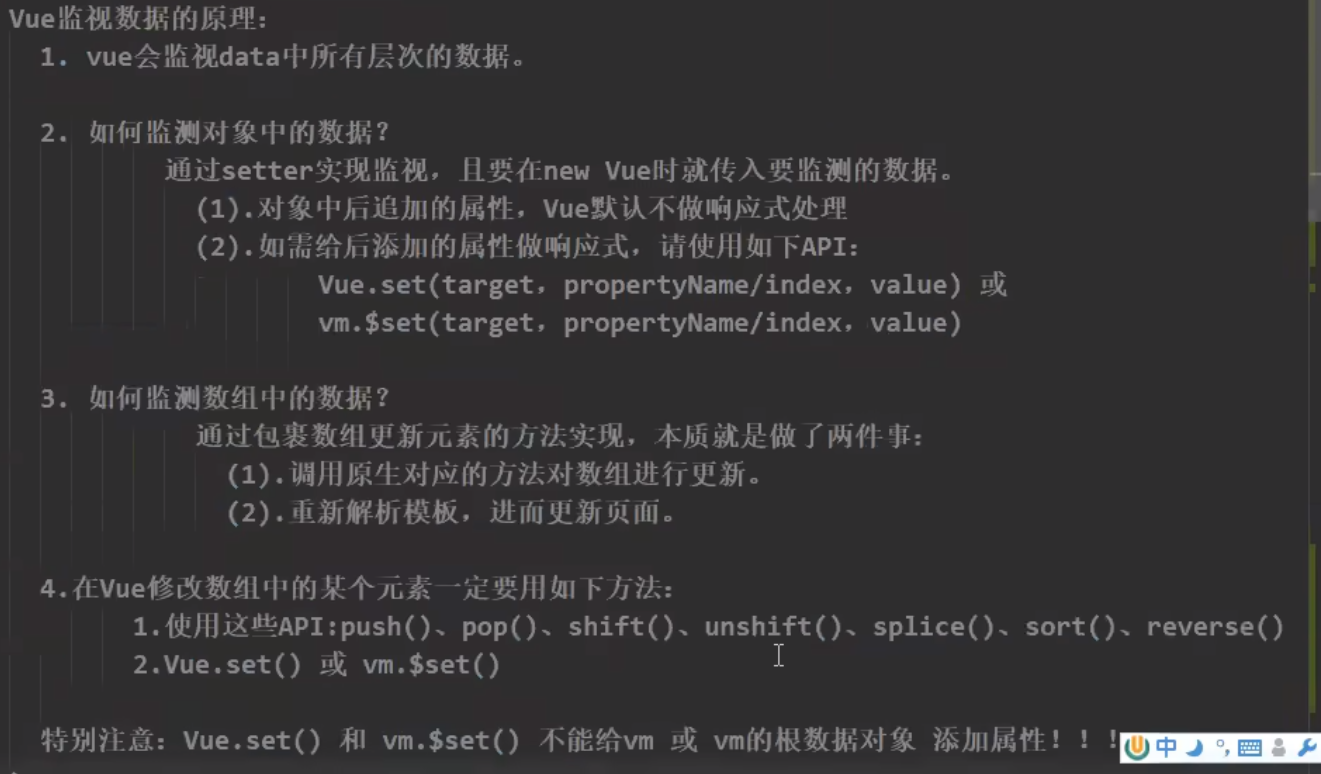 Vue监视数据的原理：
1. vue会监视data中所有层次的数据。
2. 如何监测对象中的数据？
通过setter实现监视，且要在new Vue时就传入要监测的数据。
(1).对象中后追加的属性，Vue默认不做响应式处理
(2).如需给后添加的属性做响应式，请使用如下API：
Vue.set(target，propertyName/index，value) 或
vm.$set(target，propertyName/index，value)
3. 如何监测数组中的数据？
通过包裹数组更新元素的方法实现，本质就是做了两件事：
(1).调用原生对应的方法对数组进行更新。
(2).重新解析模板，进而更新页面。
4.在Vue修改数组中的某个元素一定要用如下方法：
1.使用这些API:push()、pop()、shift()、unshift()、splice()、sort()、reverse()
2.Vue.set() 或 vm.$set()
特别注意：Vue.set() 和 vm.$set() 不能给vm 或 vm的根数据对象 添加属性！！！
中